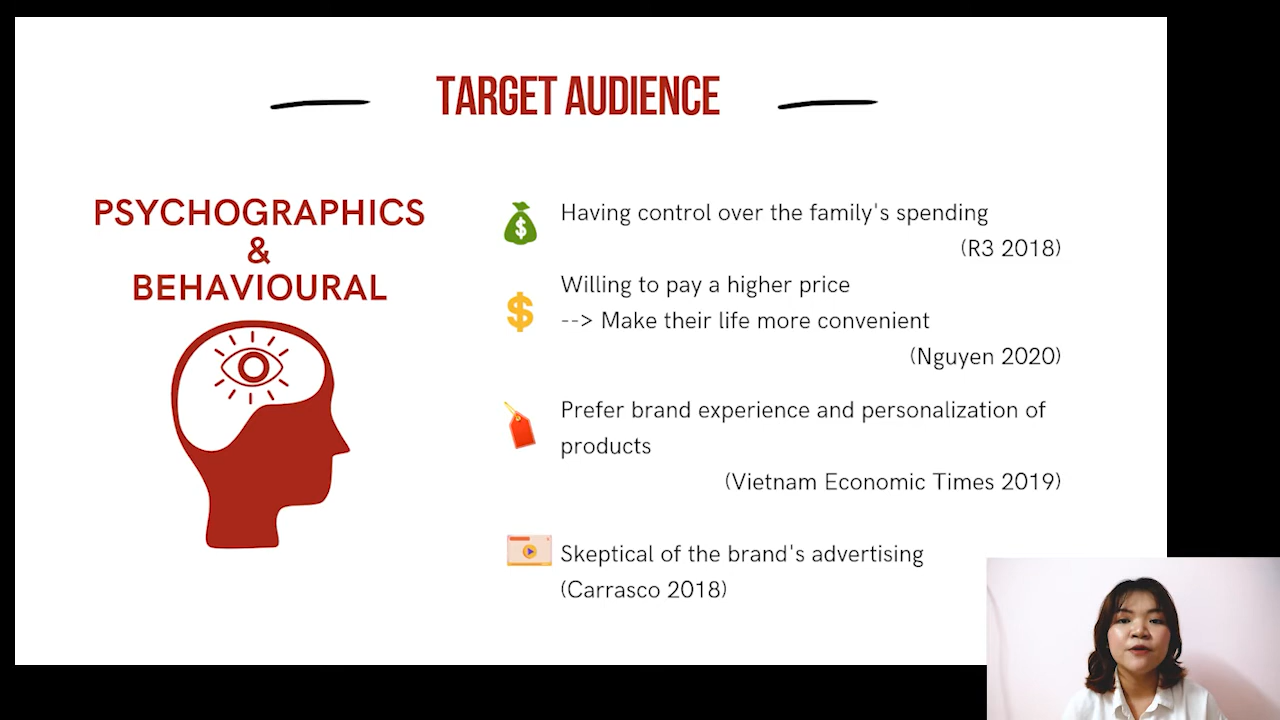 TARGET AUDIENCE
PSYCHOGRAPHICS
&
BEHAVIOURAL
Having control over the family's spending
(R3 2018)
Willing to pay a higher price
--> Make their life more convenient
(Nguyen 2020)
Prefer brand experience and personalization of
products
(Vietnam Economic Times 2019)
Skeptical of the brand's advertising
(Carrasco 2018)